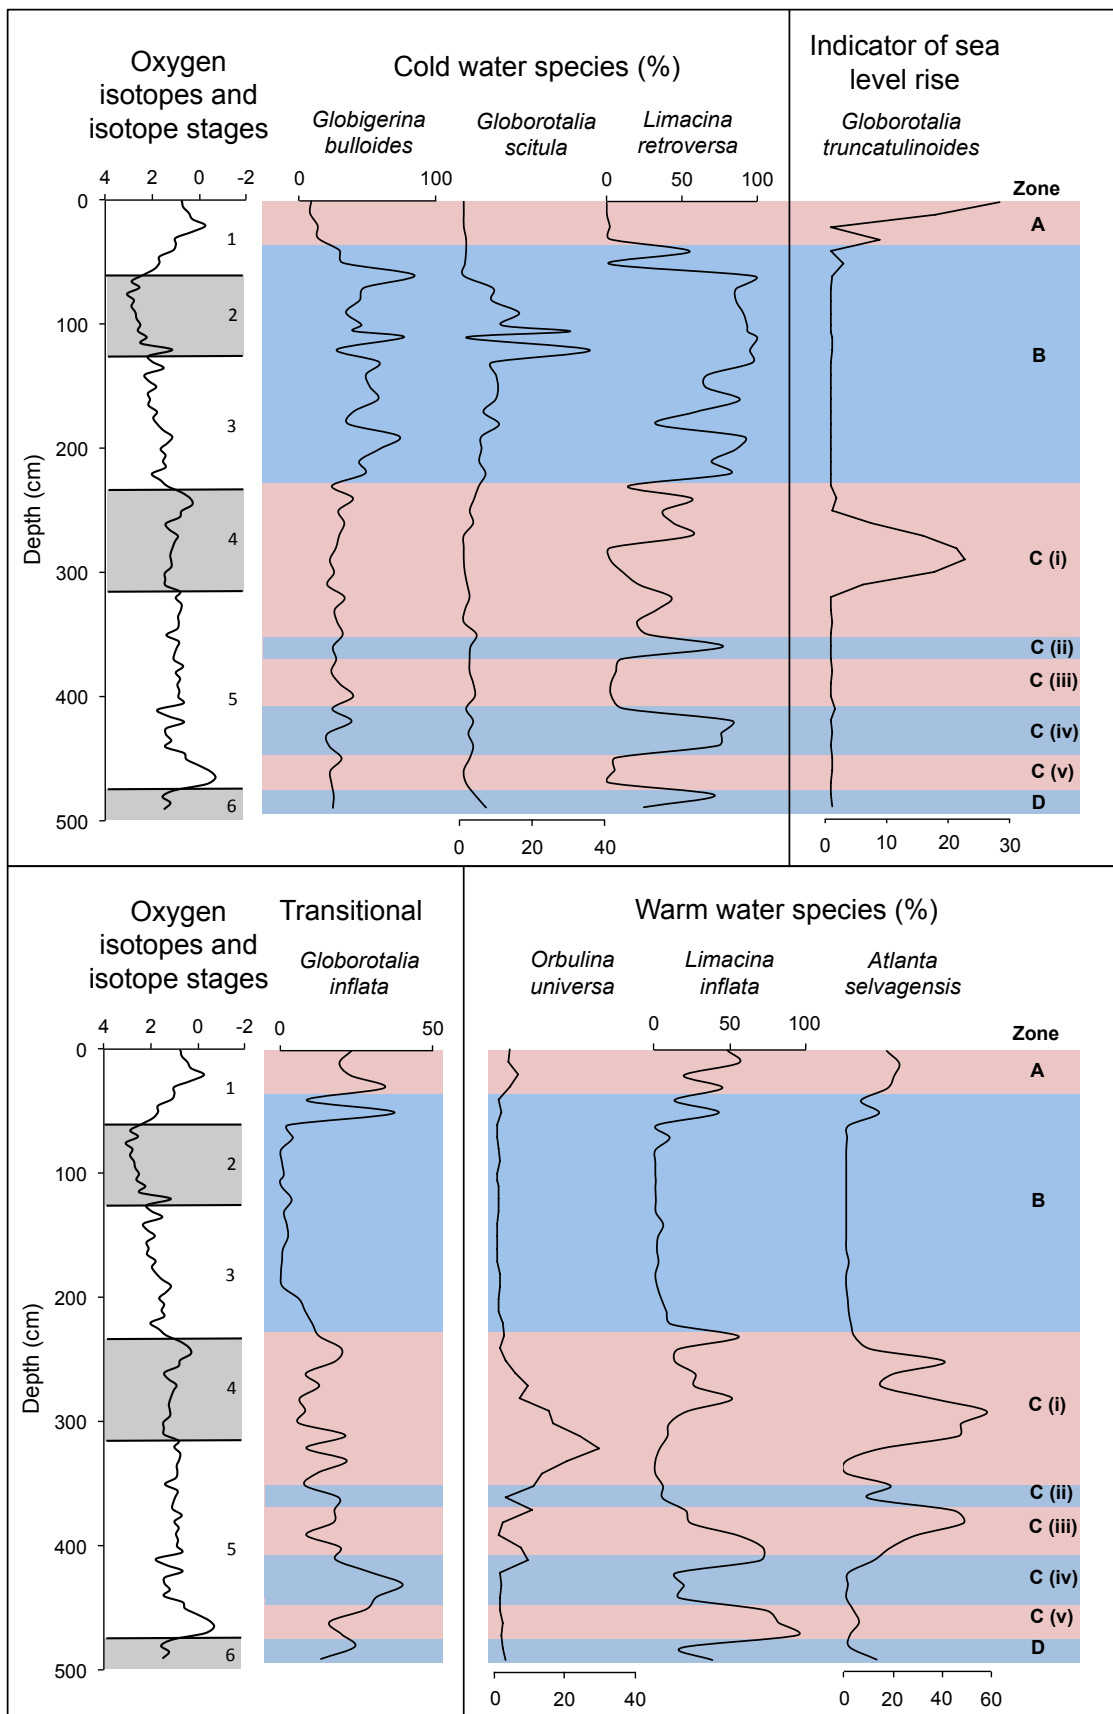 Oxygen
isotopes and
isotope stages
Cold water species (%)
Indicator of sea
level rise
Globigerina
bulloides
Globorotalia
scitula
Limacina
retroversa
Globorotalia
truncatulinoides
4 2 0 -2
0 100
0 50 100
Zone
Depth (cm)
0
100
200
300
400
500
1
2
3
4
5
6
A
B
C (i)
C (ii)
C (iii)
C (iv)
C (v)
D
0 20 40
0 10 20 30
Oxygen
isotopes and
isotope stages
Transitional
Warm water species (%)
Globorotalia
inflata
Orbulina
universa
Limacina
inflata
Atlanta
selvagensis
4 2 0 -2
0 50
0 50 100
Zone
Depth (cm)
0
100
200
300
400
500
1
2
3
4
5
6
A
B
C (i)
C (ii)
C (iii)
C (iv)
C (v)
D
0 20 40
0 20 40 60